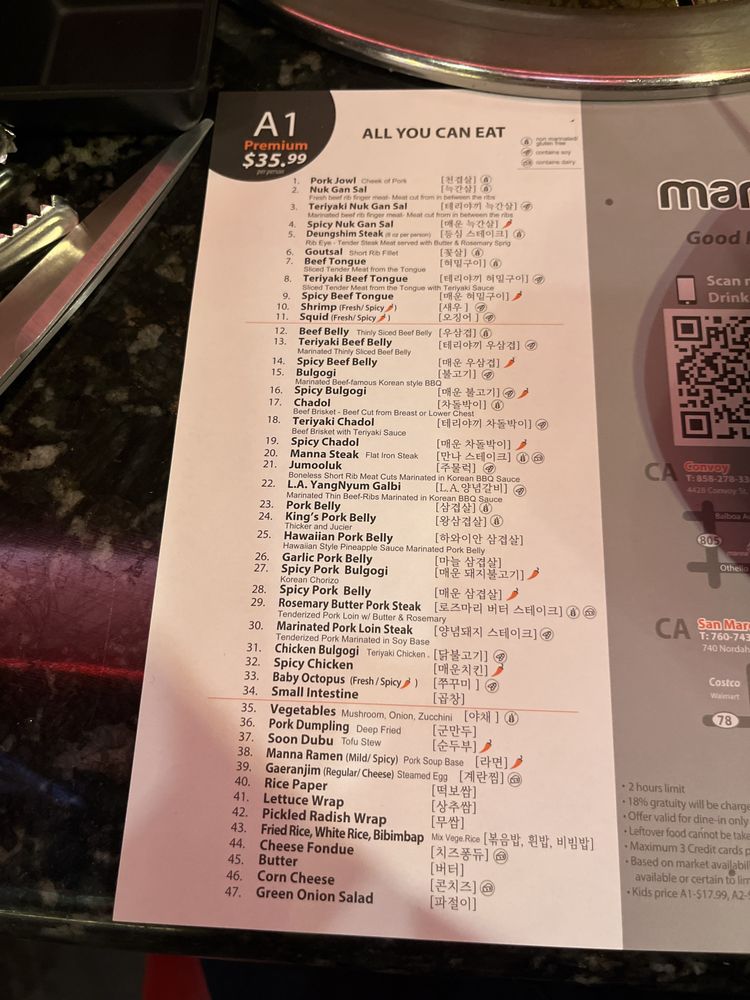 A1
Premium
$35.99
per person
ALL YOU CAN EAT
non marinated/
gluten free
contains soy
contains dairy
1. Pork Jowl Cheek of Pork [천겹살]
2. Nuk Gan Sal [늑간살]
Fresh beef rib finger meat- Meat cut from in between the ribs
3. Teriyaki Nuk Gan Sal [테리야끼 늑간살]
Marinated beef rib finger meat- Meat cut from in between the ribs
4. Spicy Nuk Gan Sal [매운 늑간살]
5. Deungshim Steak (8 oz per person) [등심 스테이크]
Rib Eye - Tender Steak Meat served with Butter & Rosemary Sprig
6. Goutsal Short Rib Fillet [꽃살]
7. Beef Tongue [혀밑구이]
Sliced Tender Meat from the Tongue
8. Teriyaki Beef Tongue [테리야끼 혀밑구이]
Sliced Tender Meat from the Tongue with Teriyaki Sauce
9. Spicy Beef Tongue [매운 혀밑구이]
10. Shrimp (Fresh/ Spicy) [새우]
11. Squid (Fresh/ Spicy) [오징어]
12. Beef Belly Thinly Sliced Beef Belly [우삼겹]
13. Teriyaki Beef Belly [테리야끼 우삼겹]
Marinated Thinly Sliced Beef Belly
14. Spicy Beef Belly [매운 우삼겹]
15. Bulgogi [불고기]
Marinated Beef-famous Korean style BBQ
16. Spicy Bulgogi [매운 불고기]
17. Chadol [차돌박이]
Beef Brisket - Beef Cut from Breast or Lower Chest
18. Teriyaki Chadol [테리야끼 차돌박이]
Beef Brisket with Teriyaki Sauce
19. Spicy Chadol [매운 차돌박이]
20. Manna Steak Flat Iron Steak [만나 스테이크]
21. Jumooluk [주물럭]
Boneless Short Rib Meat Cuts Marinated in Korean BBQ Sauce
22. L.A. YangNyum Galbi [L.A.양념갈비]
Marinated Thin Beef-Ribs Marinated in Korean BBQ Sauce
23. Pork Belly [삼겹살]
24. King's Pork Belly [왕삼겹살]
Thicker and Jucier
25. Hawaiian Pork Belly [하와이안 삼겹살]
Hawaiian Style Pineapple Sauce Marinated Pork Belly
26. Garlic Pork Belly [마늘 삼겹살]
27. Spicy Pork Bulgogi [매운 돼지불고기]
Korean Chorizo
28. Spicy Pork Belly [매운 삼겹살]
29. Rosemary Butter Pork Steak [로즈마리 버터 스테이크]
Tenderized Pork Loin w/ Butter & Rosemary
30. Marinated Pork Loin Steak [양념돼지 스테이크]
Tenderized Pork Marinated in Soy Base
31. Chicken Bulgogi Teriyaki Chicken . [닭불고기]
32. Spicy Chicken [매운치킨]
33. Baby Octopus (Fresh / Spicy) [쭈꾸미]
34. Small Intestine [곱창]
35. Vegetables Mushroom, Onion, Zucchini [야채]
36. Pork Dumpling Deep Fried [군만두]
37. Soon Dubu Tofu Stew [순두부]
38. Manna Ramen (Mild/ Spicy) Pork Soup Base [라면]
39. Gaeranjim (Regular/ Cheese) Steamed Egg [계란찜]
40. Rice Paper [떡보쌈]
41. Lettuce Wrap [상추쌈]
42. Pickled Radish Wrap [무쌈]
43. Fried Rice, White Rice, Bibimbap Mix Vege.Rice [볶음밥, 흰밥, 비빔밥]
44. Cheese Fondue [치즈퐁듀]
45. Butter [버터]
46. Corn Cheese [콘치즈]
47. Green Onion Salad [파절이]
Good
Scan
Drink
CA Convoy
T: 858-278-33
4428 Convoy S
Balboa
805
Othello
CA San Mar
T: 760-743
740 Nordah
Costco
Walmart
78
• 2 hours limit
• 18% gratuity will be charge
• Offer valid for dine-in only
• Leftover food cannot be take
• Maximum 3 Credit cards p
• Based on market availabil
available or certain to lim
• Kids price A1-$17.99, A2-